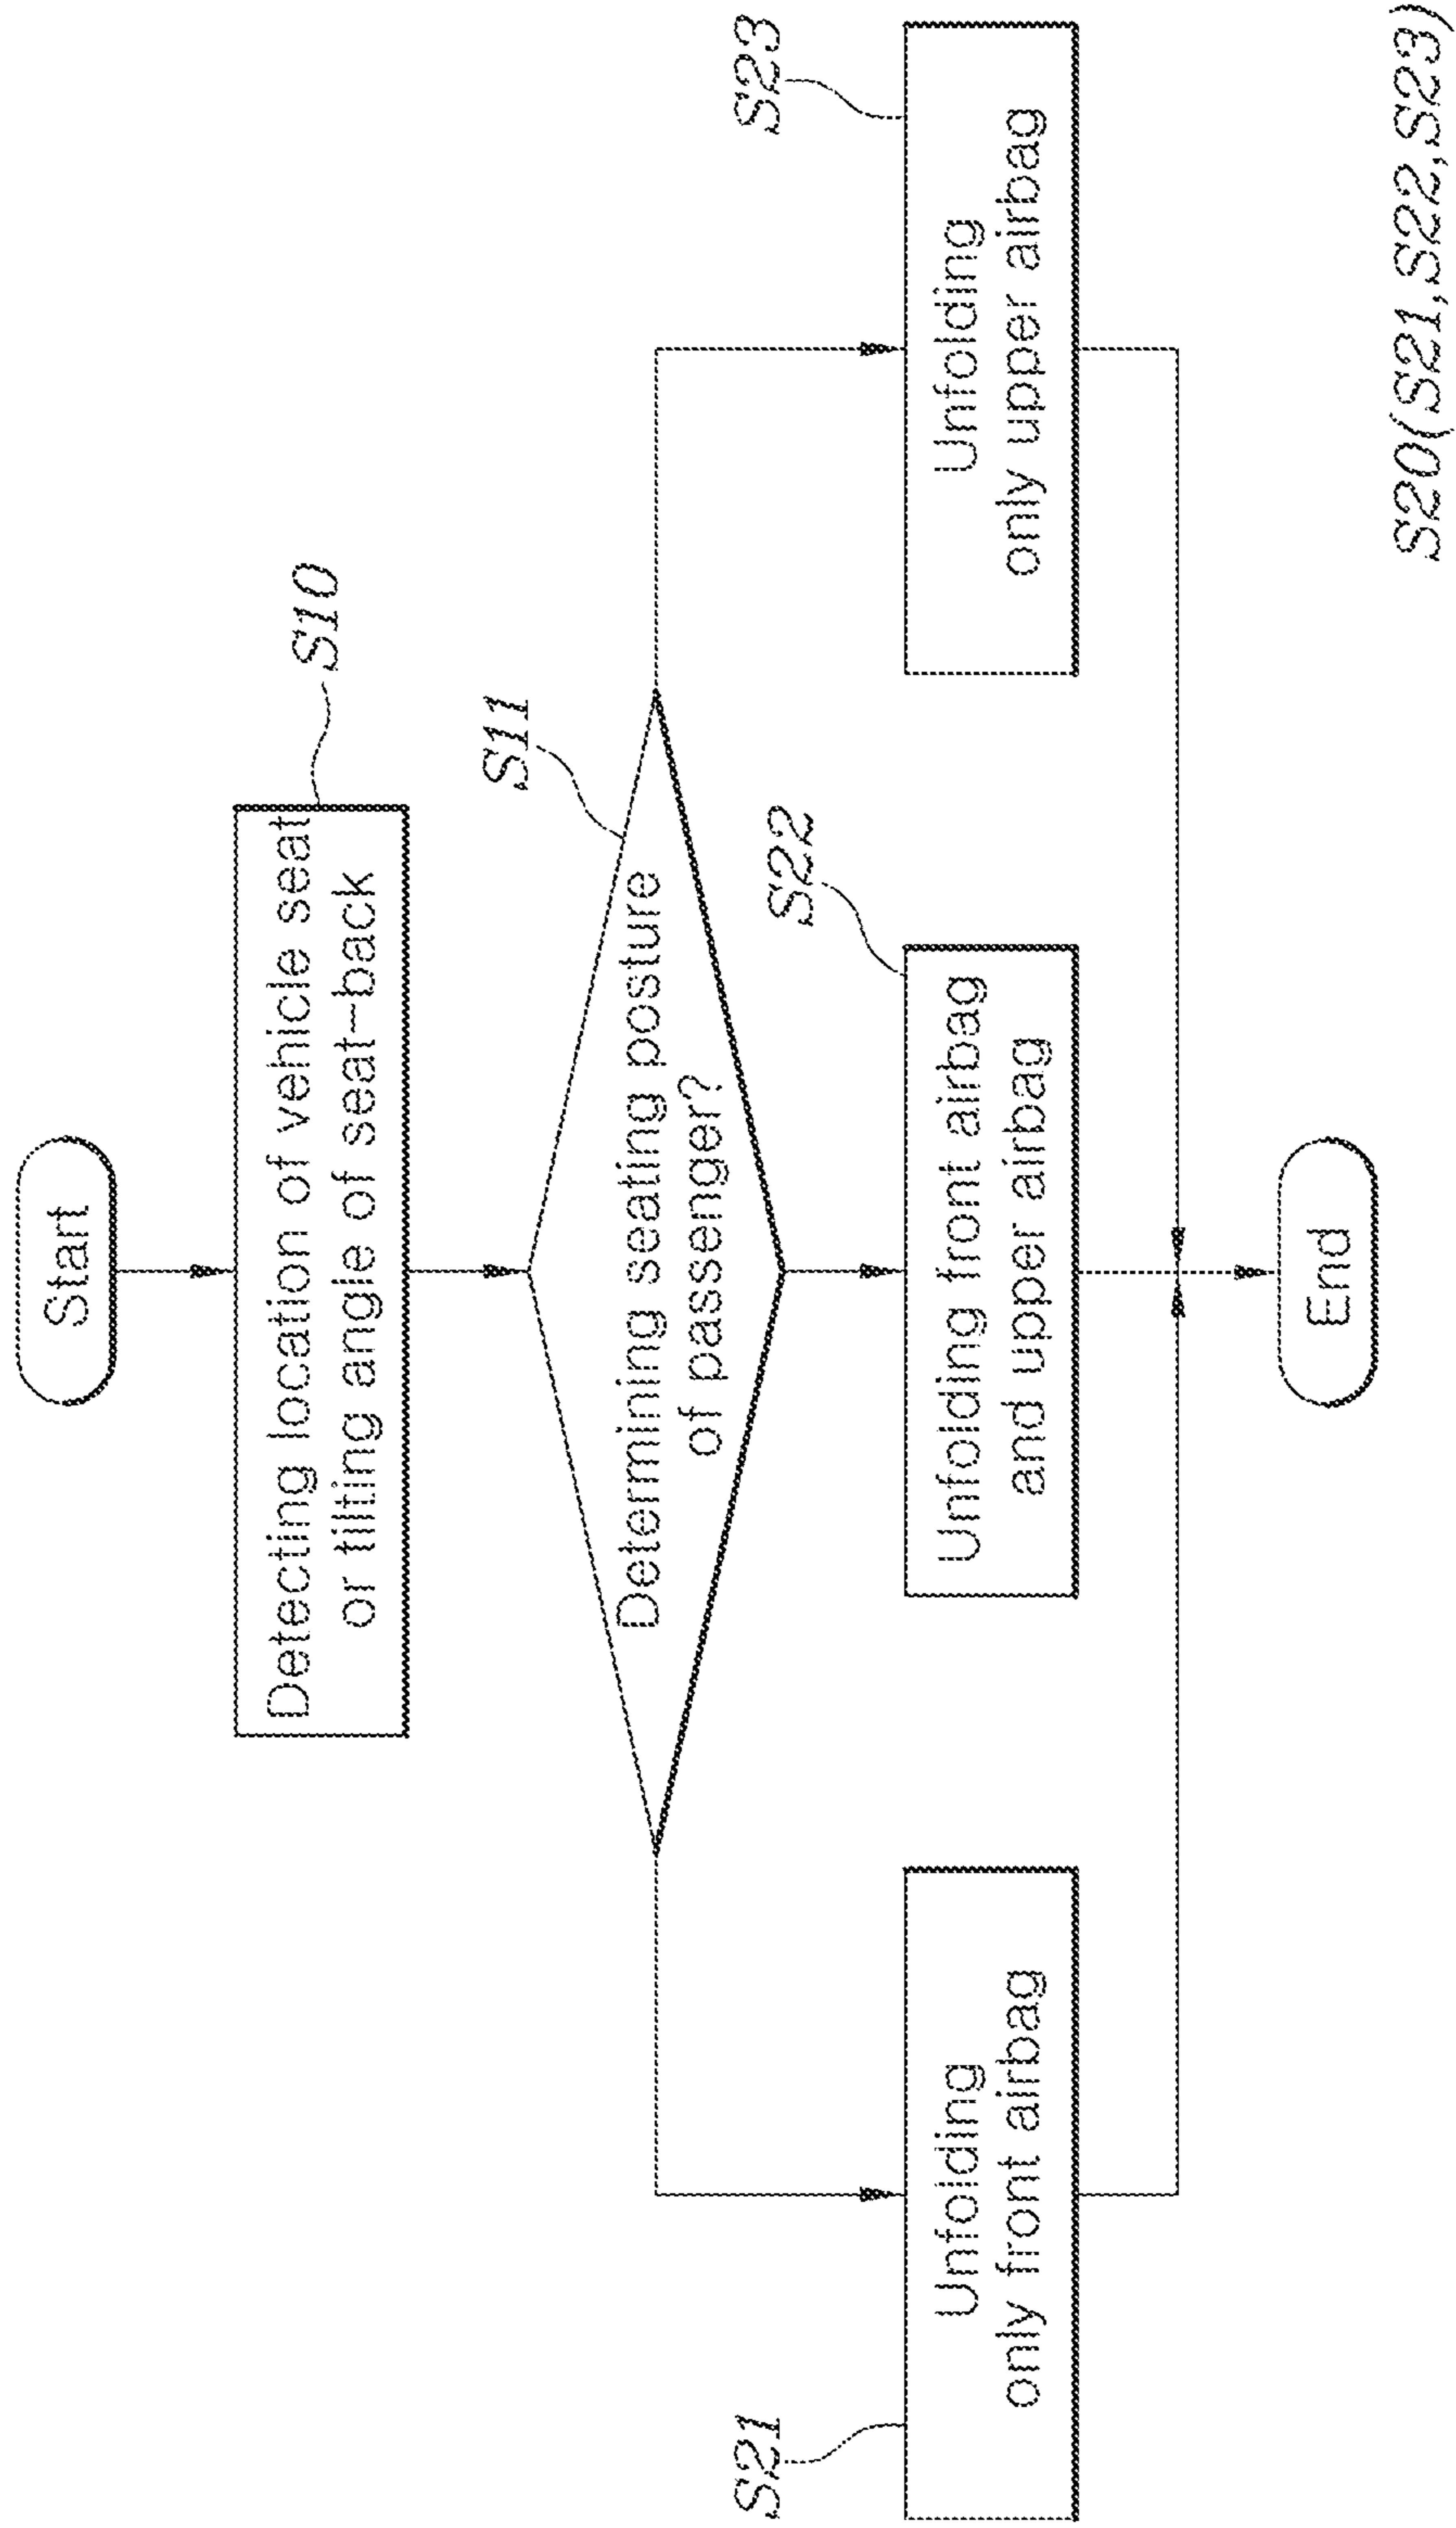 Start
Detecting location of vehicle seat
or tilting angle of seat-back
S10
S11
Determining seating posture
of passenger?
S21
Unfolding
only front airbag
S22
Unfolding front airbag
and upper airbag
S23
Unfolding
only upper airbag
End
S20(S21,S22,S23)